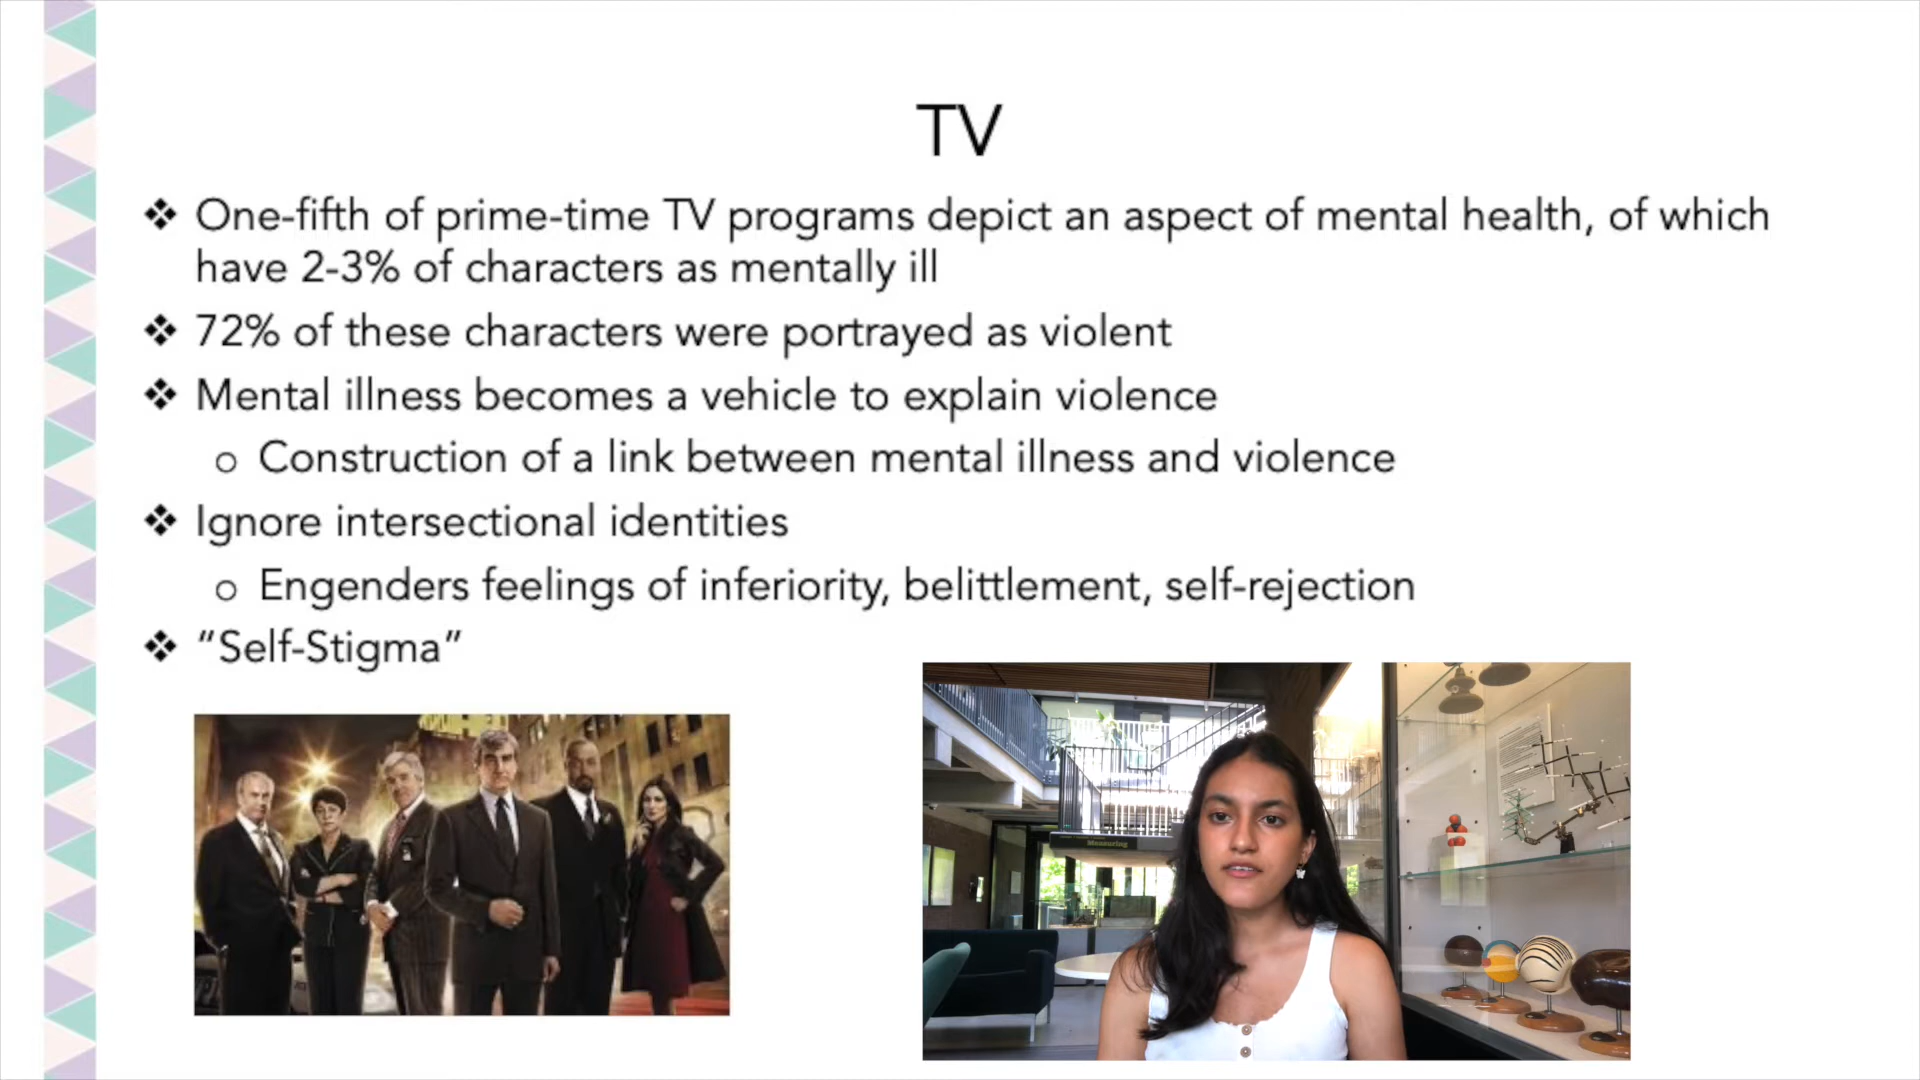 TV
❖ One-fifth of prime-time TV programs depict an aspect of mental health, of which
have 2-3% of characters as mentally ill
❖ 72% of these characters were portrayed as violent
❖ Mental illness becomes a vehicle to explain violence
o Construction of a link between mental illness and violence
❖ Ignore intersectional identities
o Engenders feelings of inferiority, belittlement, self-rejection
❖ “Self-Stigma”
Measuring